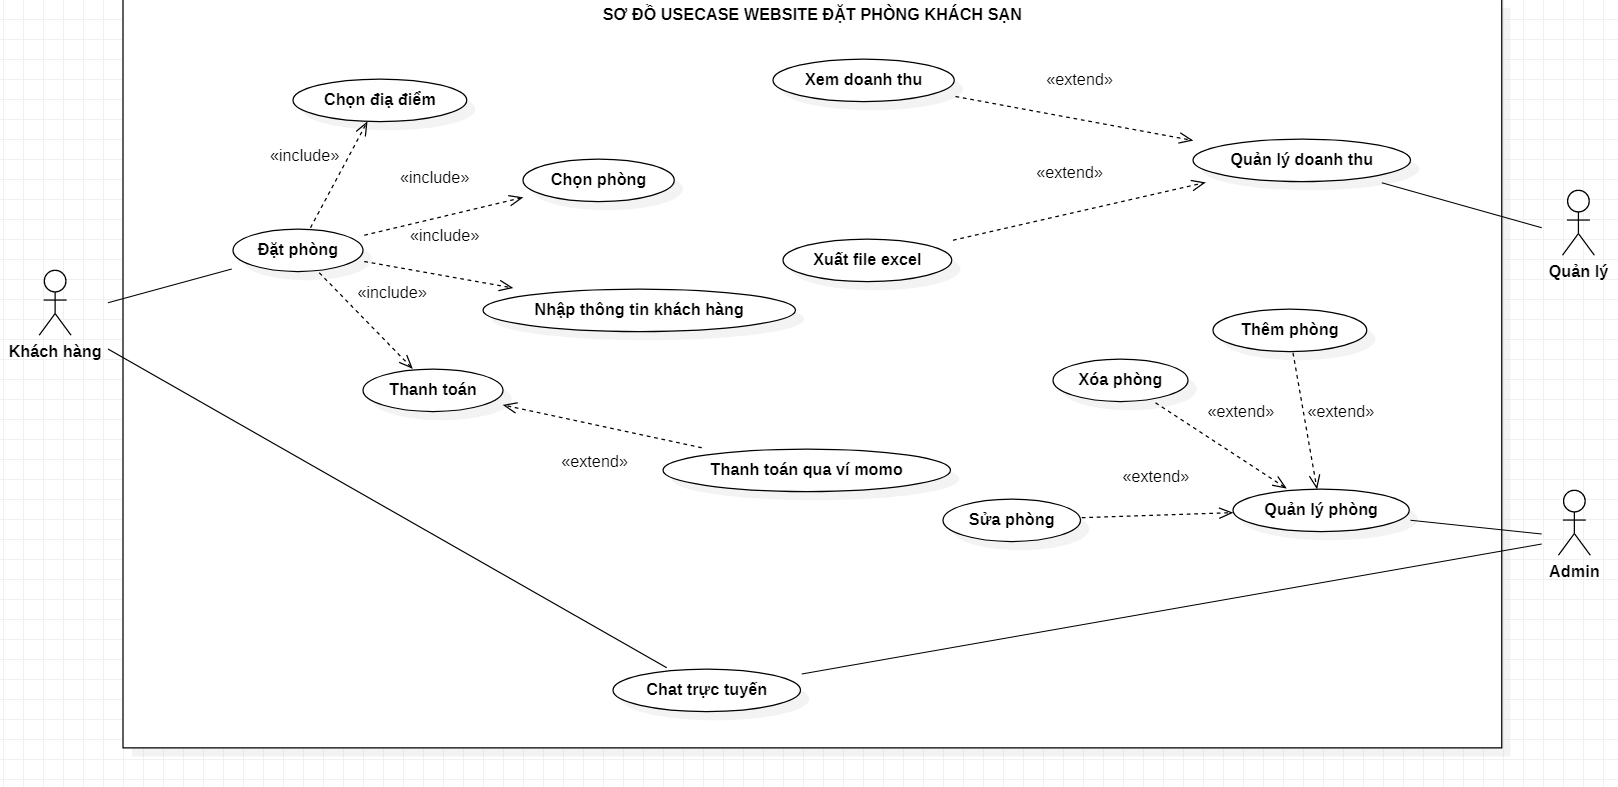 SƠ ĐỒ USECASE WEBSITE ĐẶT PHÒNG KHÁCH SẠN
Xem doanh thu
«extend»
Chọn địạ điểm
«include»
Quản lý doanh thu
«include»
Chọn phòng
«extend»
«include»
Đặt phòng
Xuất file excel
Quản lý
«include»
Nhập thông tin khách hàng
Thêm phòng
Khách hàng
Xóa phòng
Thanh toán
«extend»
«extend»
«extend»
Thanh toán qua ví momo
«extend»
Sửa phòng
Quản lý phòng
Admin
Chat trực tuyến